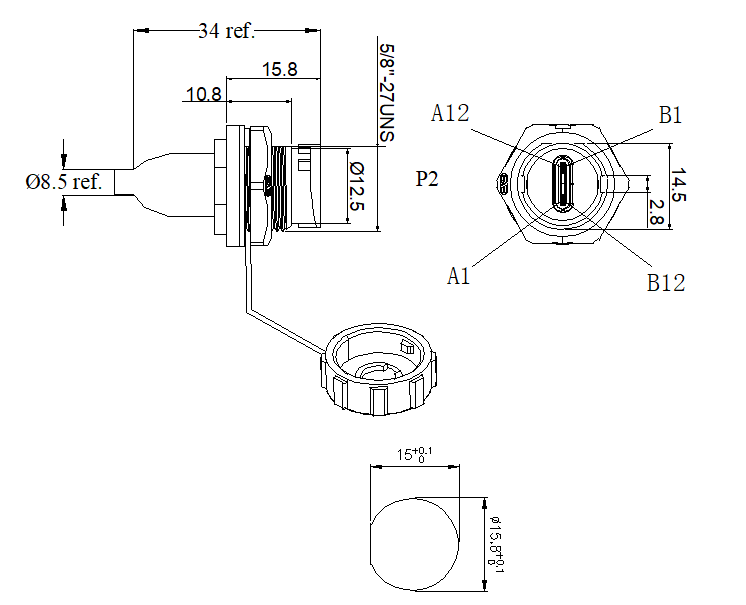 34 ref.
15.8
10.8
5/8"-27UNS
Ø12.5
Ø8.5 ref.
A12
B1
P2
14.5
2.8
A1
B12
15+0.1 0
ø15.8+0.1 0